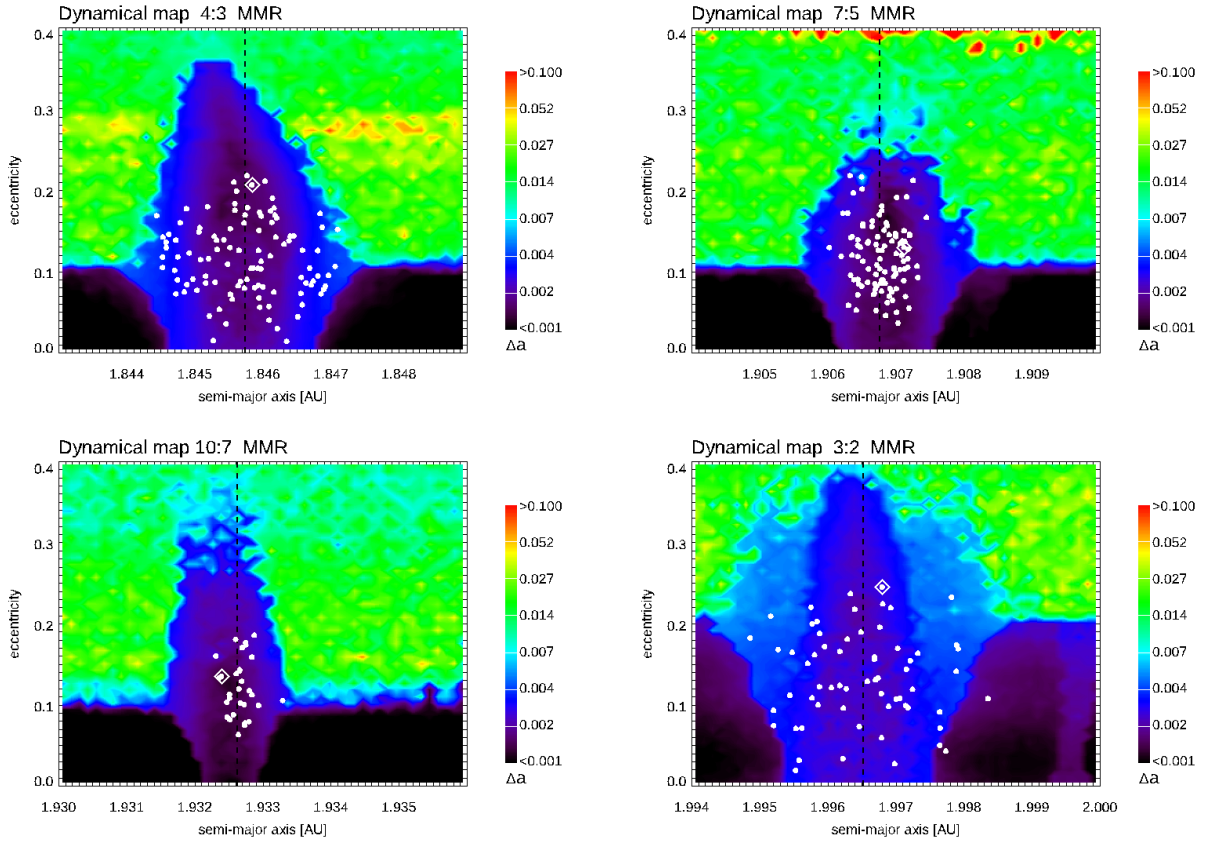 Dynamical map 4:3 MMR
0.4
0.3
0.2
0.1
0.0
eccentricity
1.844 1.845 1.846 1.847 1.848
semi-major axis [AU]
>0.100
0.052
0.027
0.014
0.007
0.004
0.002
<0.001
Δa
Dynamical map 7:5 MMR
0.4
0.3
0.2
0.1
0.0
eccentricity
1.905 1.906 1.907 1.908 1.909
semi-major axis [AU]
>0.100
0.052
0.027
0.014
0.007
0.004
0.002
<0.001
Δa
Dynamical map 10:7 MMR
0.4
0.3
0.2
0.1
0.0
eccentricity
1.930 1.931 1.932 1.933 1.934 1.935
semi-major axis [AU]
>0.100
0.052
0.027
0.014
0.007
0.004
0.002
<0.001
Δa
Dynamical map 3:2 MMR
0.4
0.3
0.2
0.1
0.0
eccentricity
1.994 1.995 1.996 1.997 1.998 1.999 2.000
semi-major axis [AU]
>0.100
0.052
0.027
0.014
0.007
0.004
0.002
<0.001
Δa